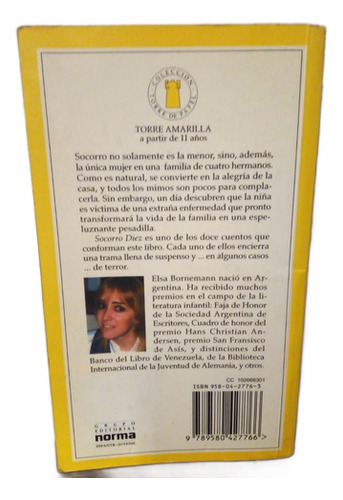 COLECCIÓN
TORRE DE PAPEL
TORRE AMARILLA
a partir de 11 años
Socorro no solamente es la menor, sino, además,
la única mujer en una familia de cuatro hermanos.
Como es natural, se convierte en la alegría de la
casa, y todos los mimos son pocos para compla-
cerla. Sin embargo, un día descubren que la niña
es víctima de una extraña enfermedad que pronto
transformará la vida de la familia en una espe-
luznante pesadilla.
Socorro Diez es uno de los doce cuentos que
conforman este libro. Cada uno de ellos encierra
una trama llena de suspenso y ... en algunos casos
... de terror.
Elsa Bornemann nació en Ar-
gentina. Ha recibido muchos
premios en el campo de la li-
teratura infantil: Faja de Honor
de la Sociedad Argentina de
Escritores, Cuadro de honor del
premio Hans Christian An-
dersen, premio San Fransisco
de Asís, y distinciones del
Banco del Libro de Venezuela, de la Biblioteca
Internacional de la Juventud de Alemania, y otros.
CC 102666301
ISBN 958-04-2776-3
9 789580 427766 >
GRUPO
EDITORIAL
norma
INFANTIL-JUVENIL